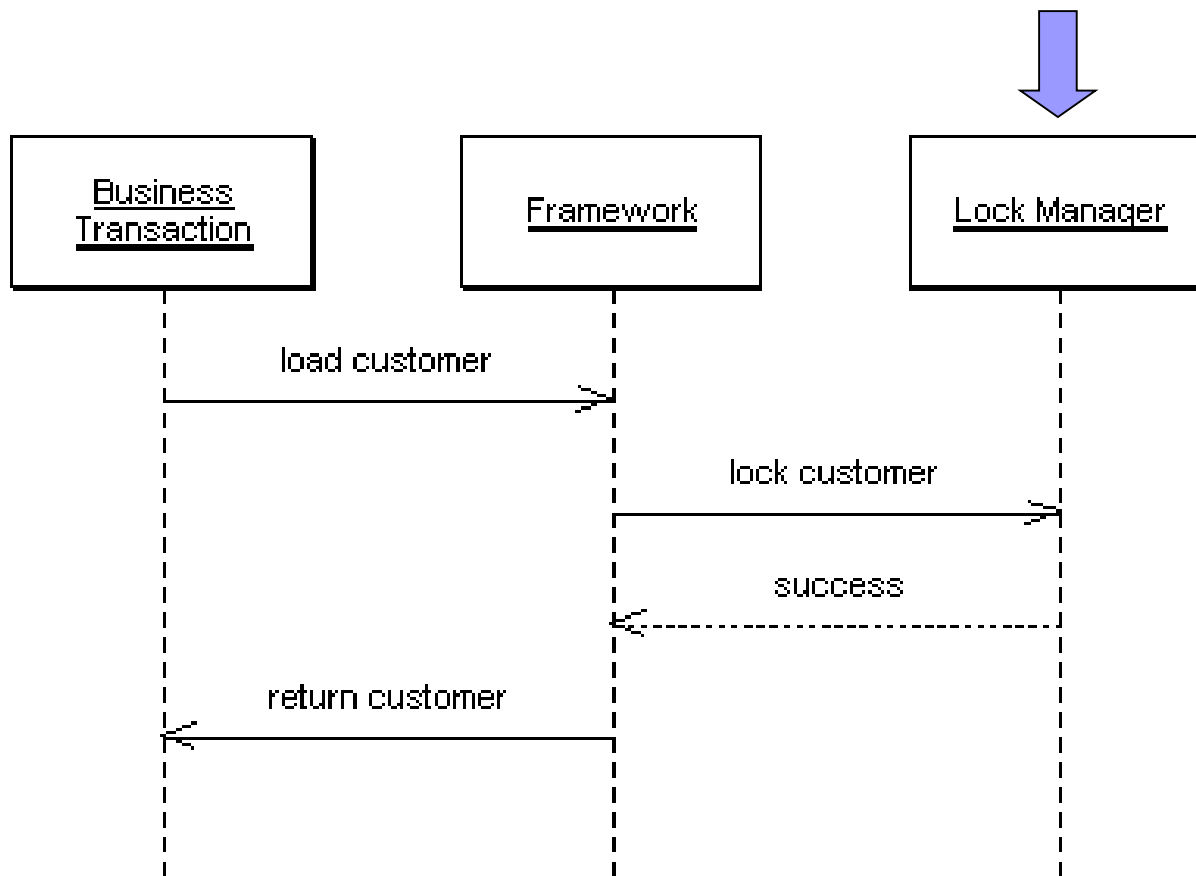 Business
Transaction
Framework
Lock Manager
load customer
lock customer
success
return customer